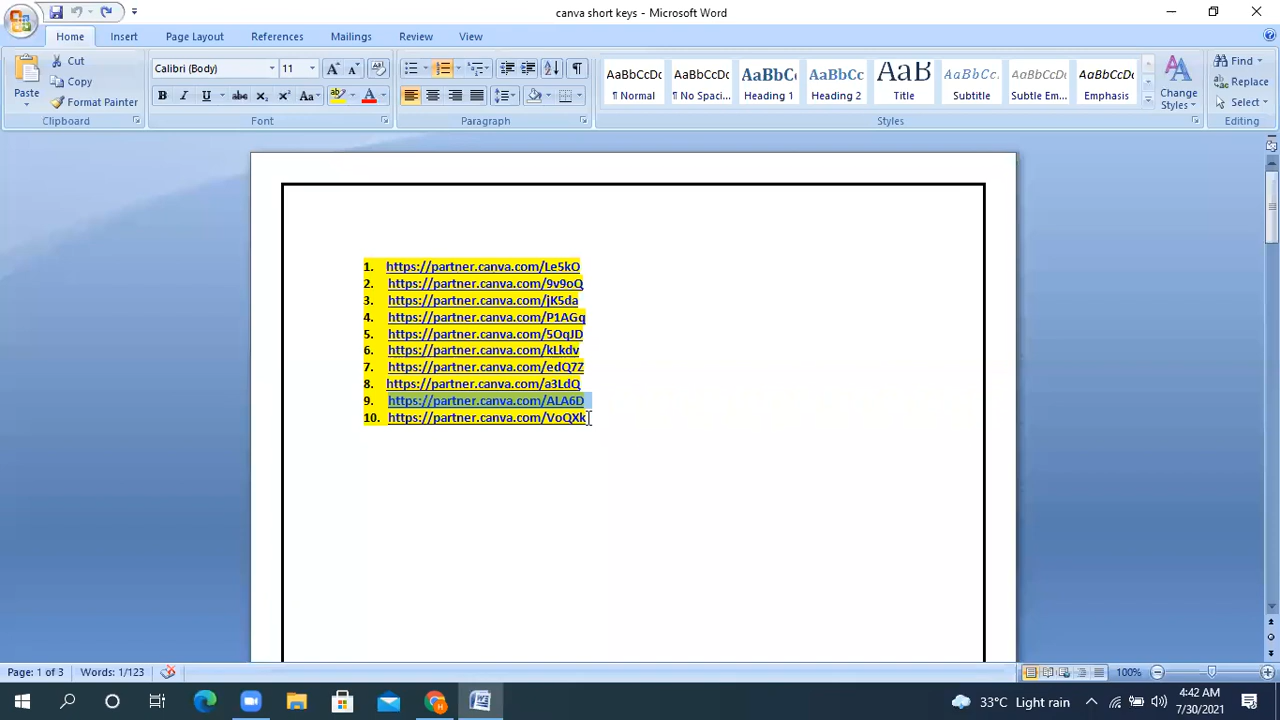 canva short keys - Microsoft Word
Home Insert Page Layout References Mailings Review View
Paste
Cut
Copy
Format Painter
Clipboard
Calibri (Body) 11
B I U abc X₂ X² Aa
Font
Paragraph
AaBbCcDc AaBbCcDc AaBbCc AaBbCc AaB AaBbCc. AaBbCcDc AaBbCcDc
¶ Normal ¶ No Spaci... Heading 1 Heading 2 Title Subtitle Subtle Em... Emphasis
Change Styles
Styles
Find
Replace
Select
Editing
1. https://partner.canva.com/Le5kO
2. https://partner.canva.com/9v9oQ
3. https://partner.canva.com/jK5da
4. https://partner.canva.com/P1AGq
5. https://partner.canva.com/5OqJD
6. https://partner.canva.com/kLkdv
7. https://partner.canva.com/edQ7Z
8. https://partner.canva.com/a3LdQ
9. https://partner.canva.com/ALA6D
10. https://partner.canva.com/VoQXk
Page: 1 of 3 Words: 1/123 100%
33°C Light rain
4:42 AM
7/30/2021